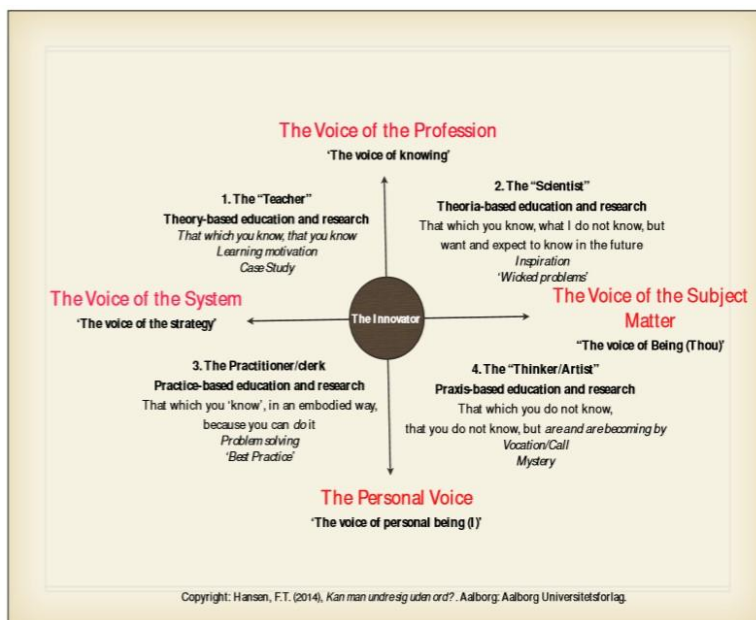 The Voice of the Profession
'The voice of knowing'
1. The "Teacher"
Theory-based education and research
That which you know, that you know
Learning motivation
Case Study
2. The "Scientist"
Theoria-based education and research
That which you know, what I do not know, but
want and expect to know in the future
Inspiration
'Wicked problems'
The Voice of the System
'The voice of the strategy'
The Innovator
The Voice of the Subject
Matter
"The voice of Being (Thou)'
3. The Practitioner/clerk
Practice-based education and research
That which you 'know', in an embodied way,
because you can do it
Problem solving
'Best Practice'
4. The "Thinker/Artist"
Praxis-based education and research
That which you do not know,
that you do not know, but are and are becoming by
Vocation/Call
Mystery
The Personal Voice
'The voice of personal being (I)'
Copyright: Hansen, F.T. (2014), Kan man undre sig uden ord?. Aalborg: Aalborg Universitetsforlag.